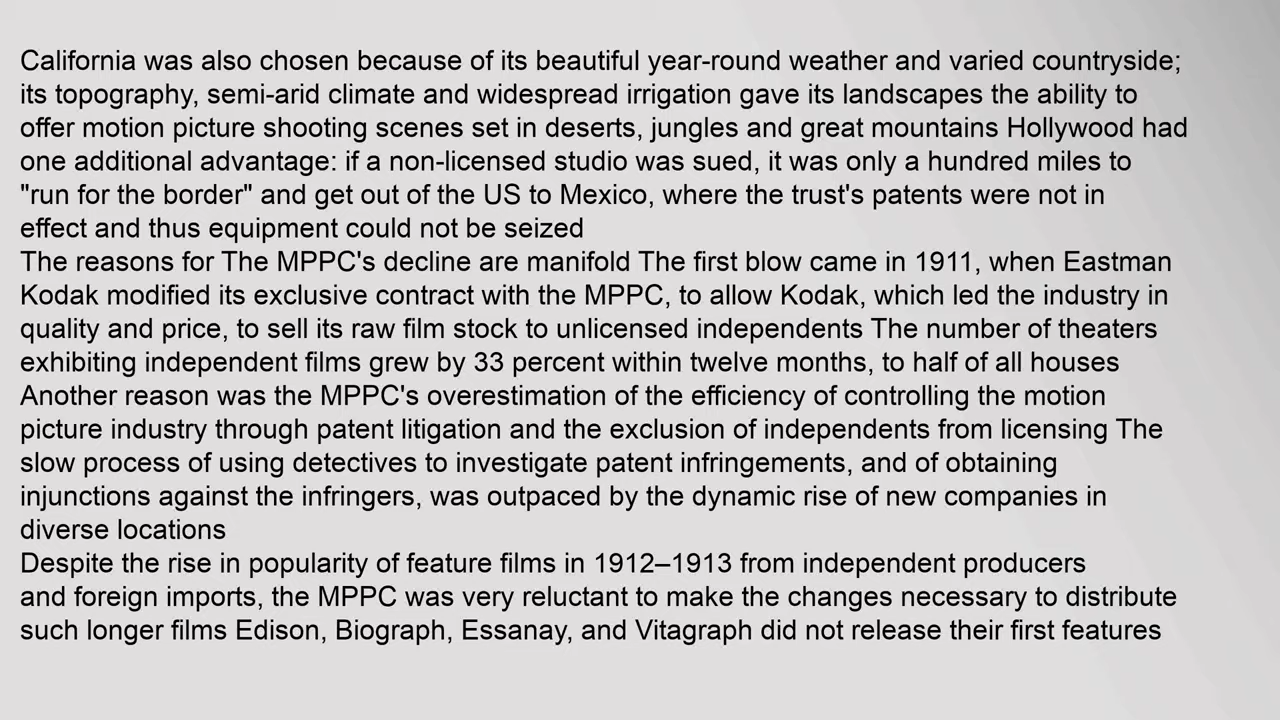 California was also chosen because of its beautiful year-round weather and varied countryside;
its topography, semi-arid climate and widespread irrigation gave its landscapes the ability to
offer motion picture shooting scenes set in deserts, jungles and great mountains Hollywood had
one additional advantage: if a non-licensed studio was sued, it was only a hundred miles to
"run for the border" and get out of the US to Mexico, where the trust's patents were not in
effect and thus equipment could not be seized
The reasons for The MPPC's decline are manifold The first blow came in 1911, when Eastman
Kodak modified its exclusive contract with the MPPC, to allow Kodak, which led the industry in
quality and price, to sell its raw film stock to unlicensed independents The number of theaters
exhibiting independent films grew by 33 percent within twelve months, to half of all houses
Another reason was the MPPC's overestimation of the efficiency of controlling the motion
picture industry through patent litigation and the exclusion of independents from licensing The
slow process of using detectives to investigate patent infringements, and of obtaining
injunctions against the infringers, was outpaced by the dynamic rise of new companies in
diverse locations
Despite the rise in popularity of feature films in 1912–1913 from independent producers
and foreign imports, the MPPC was very reluctant to make the changes necessary to distribute
such longer films Edison, Biograph, Essanay, and Vitagraph did not release their first features